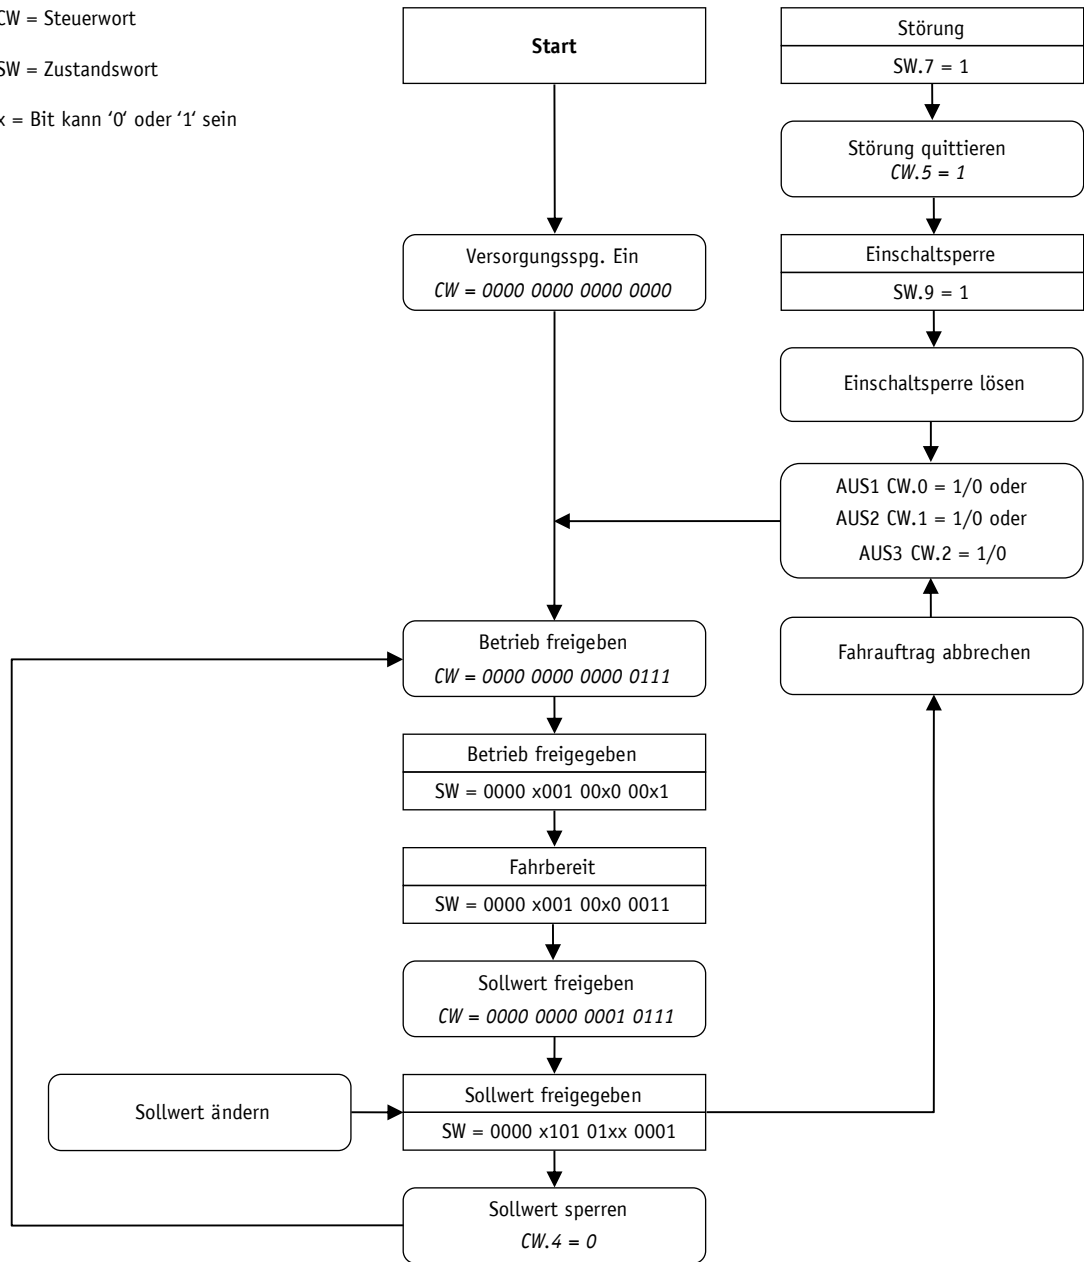 CW = Steuerwort
SW = Zustandswort
x = Bit kann ‘0‘ oder ‘1‘ sein
Start
Versorgungsspg. Ein
CW = 0000 0000 0000 0000
Störung
SW.7 = 1
Störung quittieren
CW.5 = 1
Einschaltsperre
SW.9 = 1
Einschaltsperre lösen
AUS1 CW.0 = 1/0 oder
AUS2 CW.1 = 1/0 oder
AUS3 CW.2 = 1/0
Fahrauftrag abbrechen
Betrieb freigeben
CW = 0000 0000 0000 0111
Betrieb freigegeben
SW = 0000 x001 00x0 00x1
Fahrbereit
SW = 0000 x001 00x0 0011
Sollwert freigeben
CW = 0000 0000 0001 0111
Sollwert ändern
Sollwert freigegeben
SW = 0000 x101 01xx 0001
Sollwert sperren
CW.4 = 0